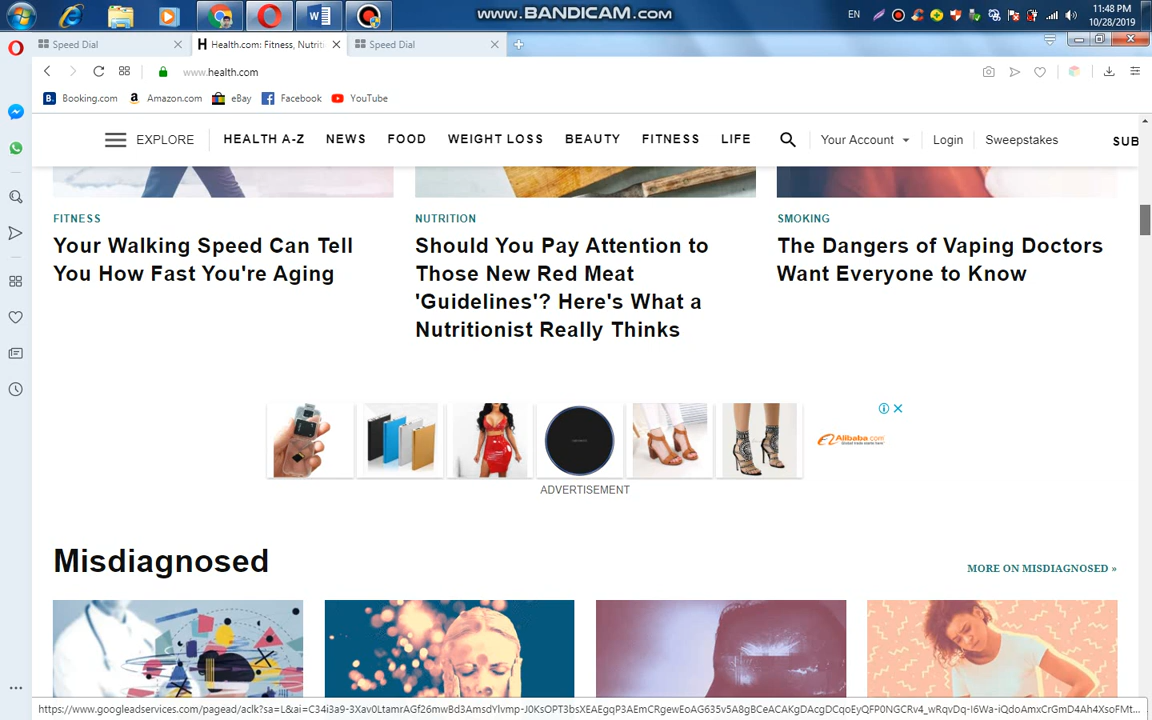 www.BANDICAM.com
EN
11:48 PM
10/28/2019
Speed Dial
Health.com: Fitness, Nutriti
Speed Dial
www.health.com
Booking.com
Amazon.com
eBay
Facebook
YouTube
EXPLORE
HEALTH A-Z
NEWS
FOOD
WEIGHT LOSS
BEAUTY
FITNESS
LIFE
Your Account
Login
Sweepstakes
SUB
FITNESS
Your Walking Speed Can Tell
You How Fast You're Aging
NUTRITION
Should You Pay Attention to
Those New Red Meat
'Guidelines'? Here's What a
Nutritionist Really Thinks
SMOKING
The Dangers of Vaping Doctors
Want Everyone to Know
Alibaba.com
ADVERTISEMENT
Misdiagnosed
MORE ON MISDIAGNOSED »